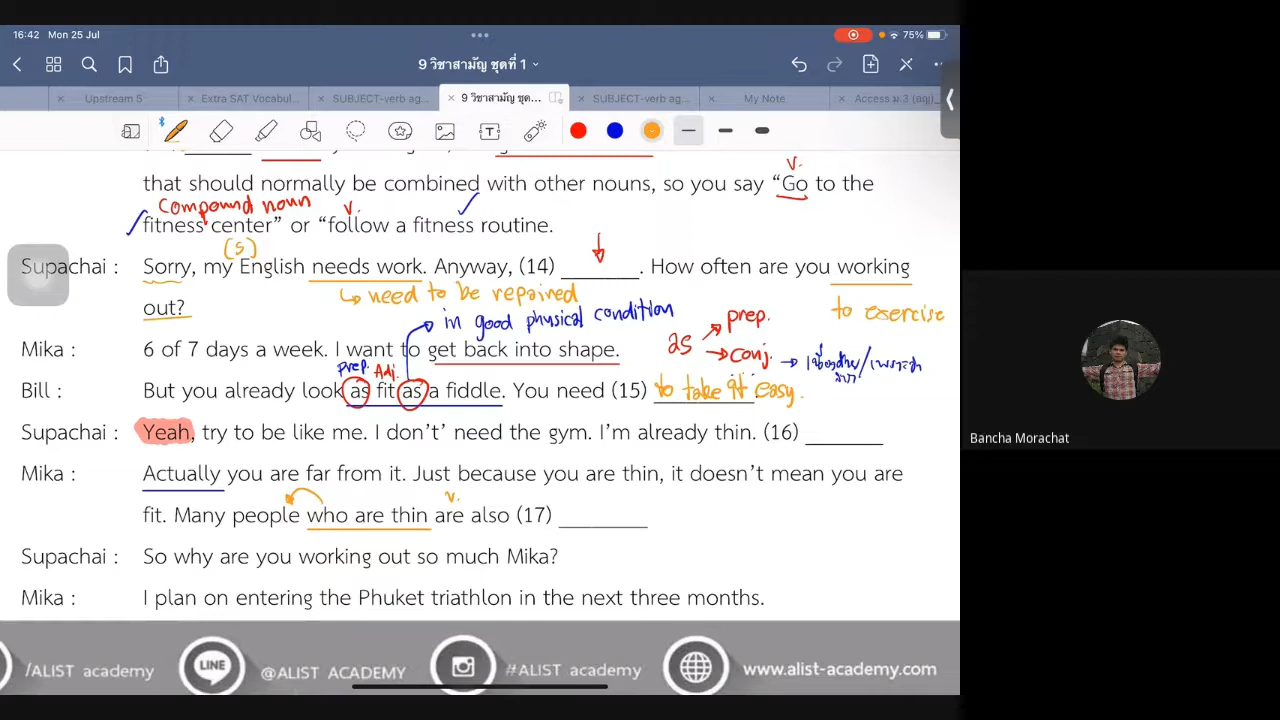 16:42 Mon 25 Jul
75%
9 วิชาสามัญ ชุดที่ 1
Upstream 5
Extra SAT Vocabul...
SUBJECT-verb ag...
9 วิชาสามัญ ชุด...
SUBJECT-verb ag...
My Note
Access ม.3 (ครู)_
v.
that should normally be combined with other nouns, so you say “Go to the
compound noun
v.
fitness center” or “follow a fitness routine.
(s)
Supachai : Sorry, my English needs work. Anyway, (14) ________. How often are you working
need to be repaired
out?
to exercise
in good physical condition
prep.
Mika : 6 of 7 days a week. I want to get back into shape.
as
conj.
Prep.
Adj.
Bill : But you already look as fit as a fiddle. You need (15) to take it easy.
Supachai : Yeah, try to be like me. I don’t’ need the gym. I’m already thin. (16) ________
Mika : Actually you are far from it. Just because you are thin, it doesn’t mean you are
v.
fit. Many people who are thin are also (17) ________
Supachai : So why are you working out so much Mika?
Mika : I plan on entering the Phuket triathlon in the next three months.
/ALIST academy
LINE
@ALIST ACADEMY
#ALIST academy
www.alist-academy.com
Bancha Morachat